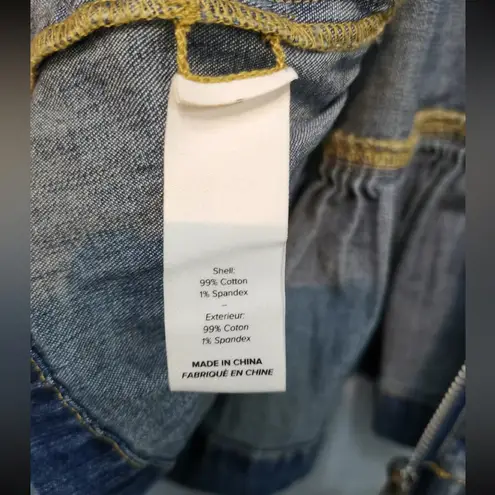 Shell:
99% Cotton
1% Spandex
–
Exterieur:
99% Coton
1% Spandex
MADE IN CHINA
FABRIQUÉ EN CHINE